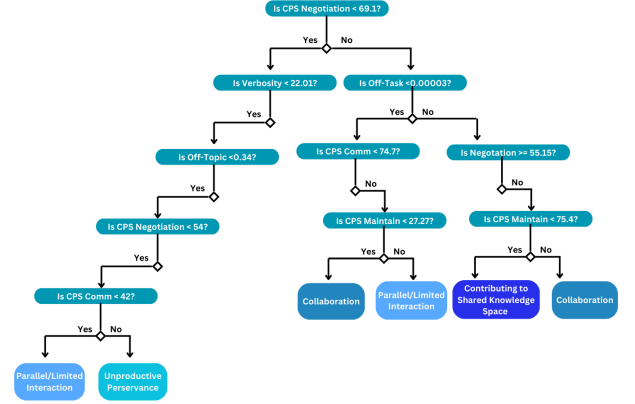 Is CPS Negotiation < 69.1?
Yes No
Is Verbosity < 22.01?
Is Off-Task <0.00003?
Yes
Yes No
Is Off-Topic <0.34?
Is CPS Comm < 74.7?
Is Negotation >= 55.15?
Yes
No
No
Is CPS Negotiation < 54?
Is CPS Maintain < 27.27?
Is CPS Maintain < 75.4?
Yes
Yes No
Yes No
Is CPS Comm < 42?
Collaboration
Parallel/Limited
Interaction
Contributing to
Shared Knowledge
Space
Collaboration
Yes No
Parallel/Limited
Interaction
Unproductive
Perservance